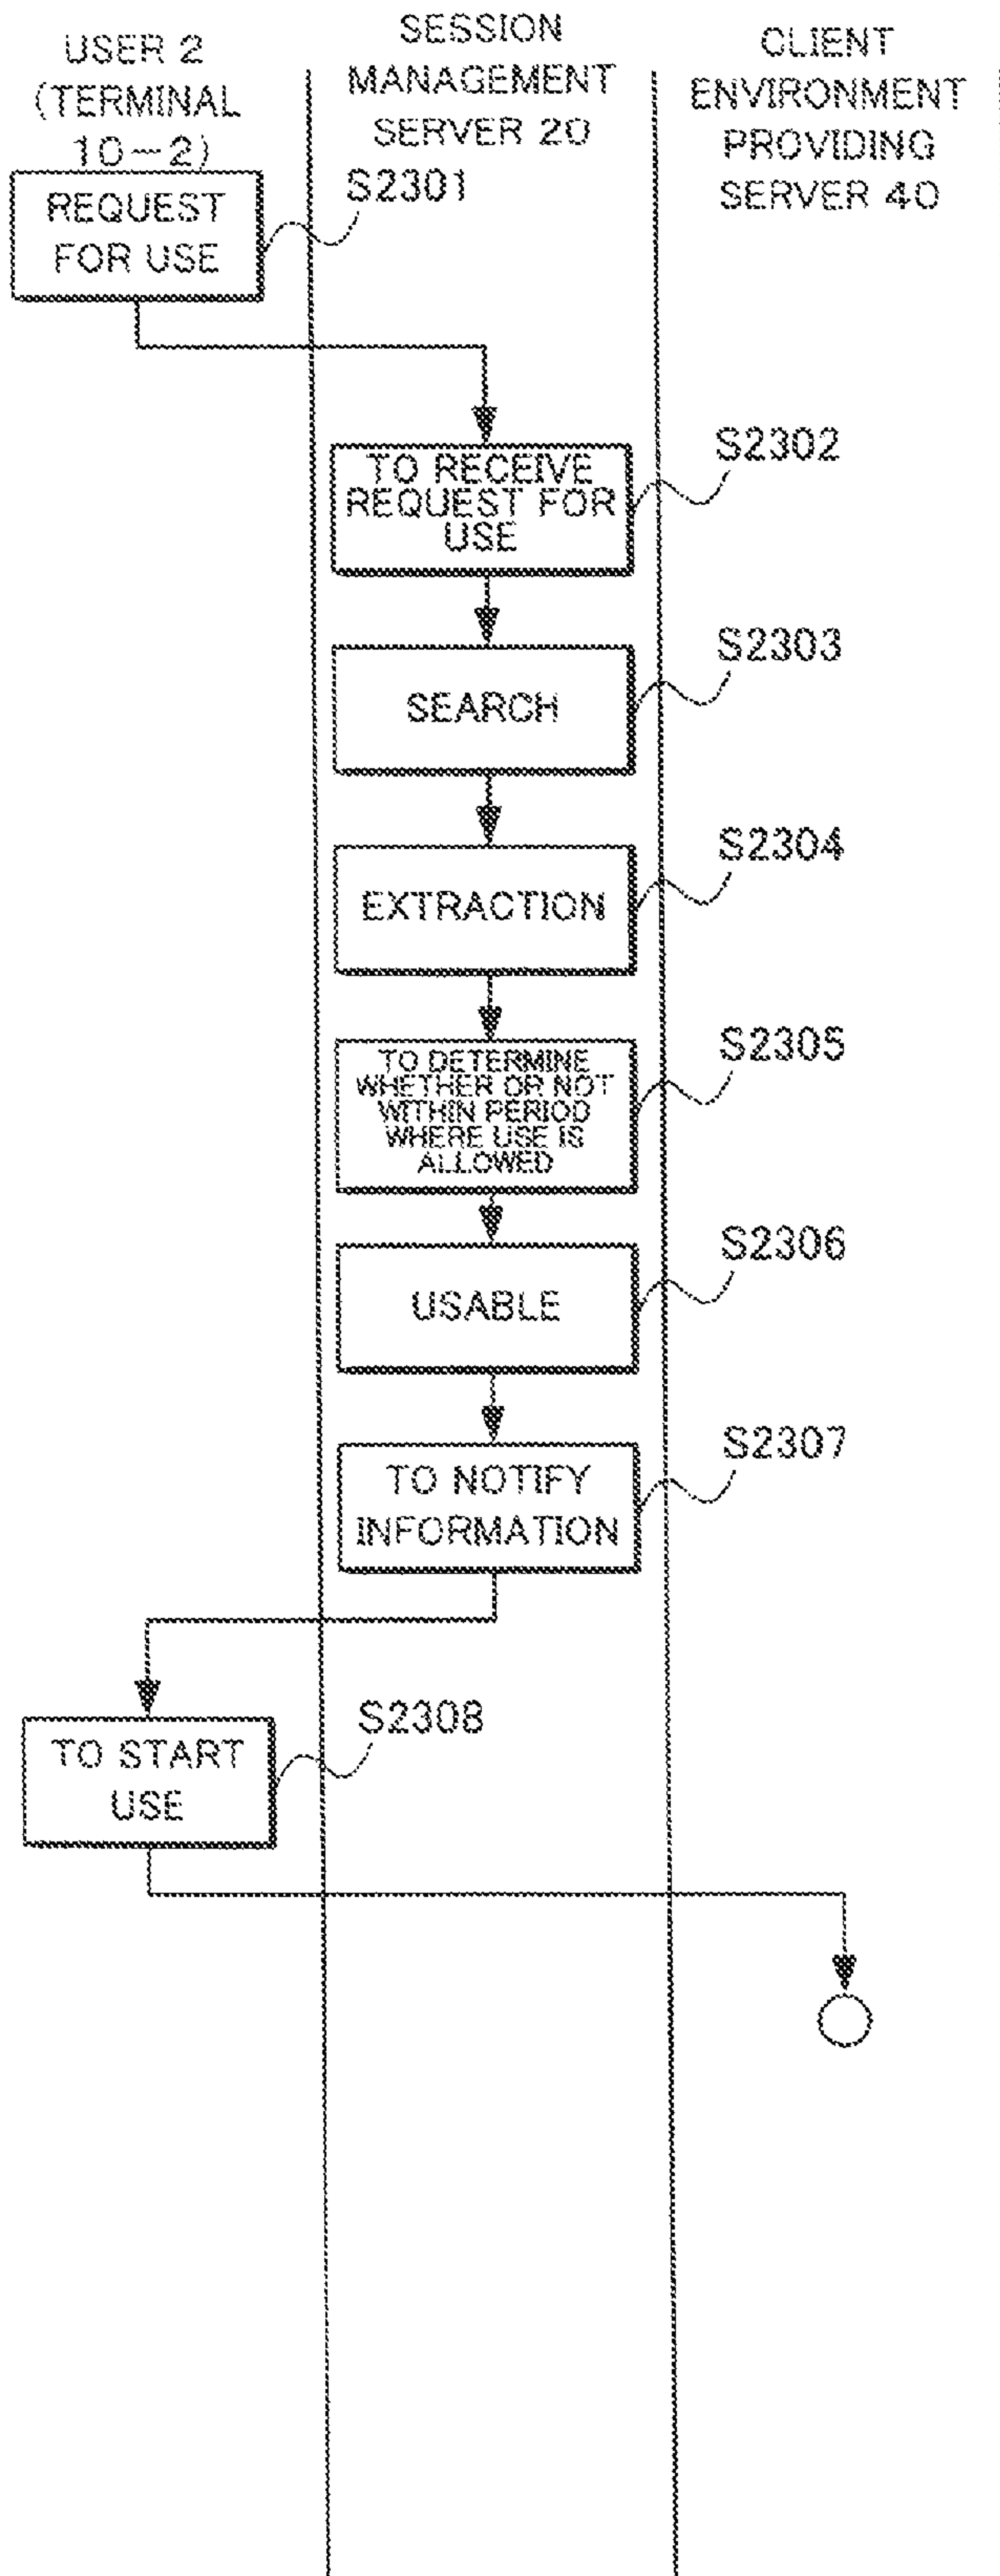 USER 2
(TERMINAL
10-2)
SESSION
MANAGEMENT
SERVER 20
CLIENT
ENVIRONMENT
PROVIDING
SERVER 40
REQUEST
FOR USE
S2301
TO RECEIVE
REQUEST FOR
USE
S2302
SEARCH
S2303
EXTRACTION
S2304
TO DETERMINE
WHETHER OR NOT
WITHIN PERIOD
WHERE USE IS
ALLOWED
S2305
USABLE
S2306
TO NOTIFY
INFORMATION
S2307
TO START
USE
S2308